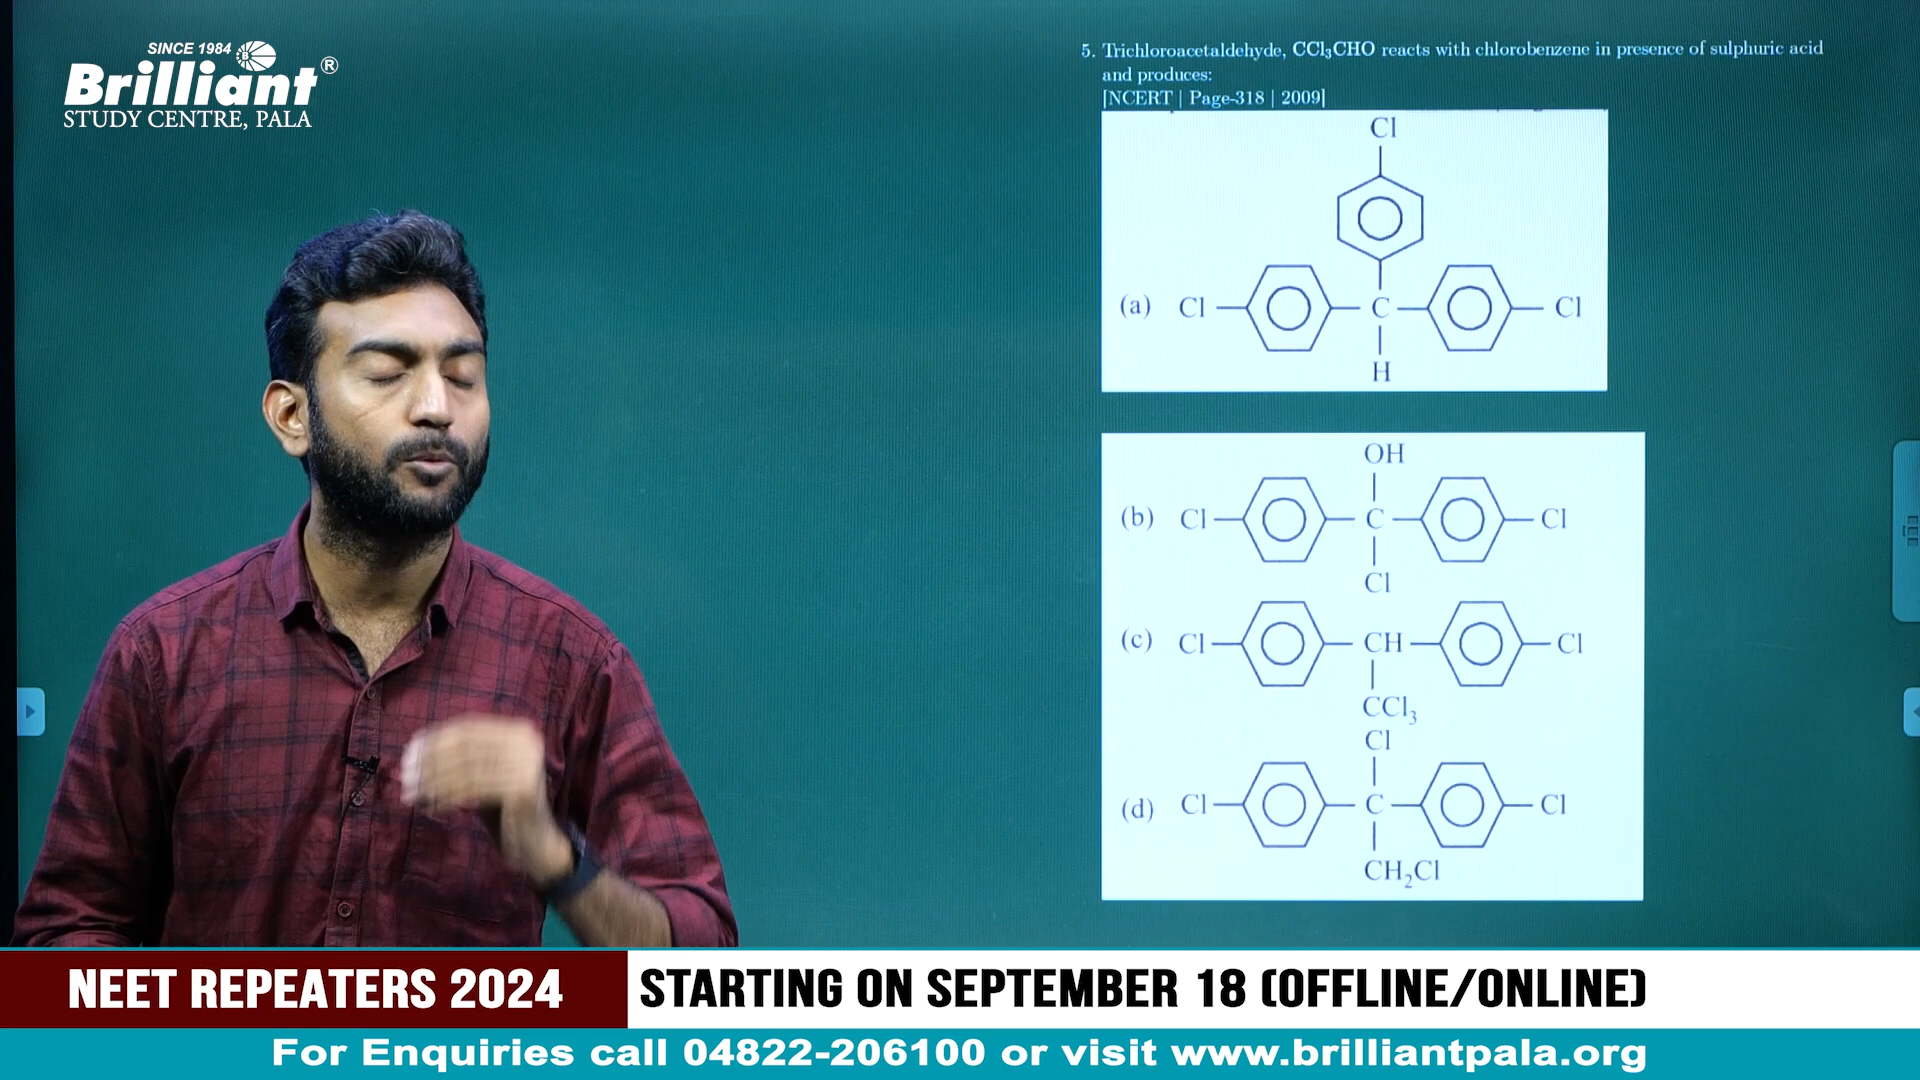 SINCE 1984
Brilliant®
STUDY CENTRE, PALA
5. Trichloroacetaldehyde, CCl₃CHO reacts with chlorobenzene in presence of sulphuric acid
and produces:
[NCERT | Page-318 | 2009]
Cl
(a) Cl C Cl
H
OH
(b) Cl C Cl
Cl
(c) Cl CH Cl
CCl₃
Cl
(d) Cl C Cl
CH₂Cl
NEET REPEATERS 2024 STARTING ON SEPTEMBER 18 (OFFLINE/ONLINE)
For Enquiries call 04822-206100 or visit www.brilliantpala.org